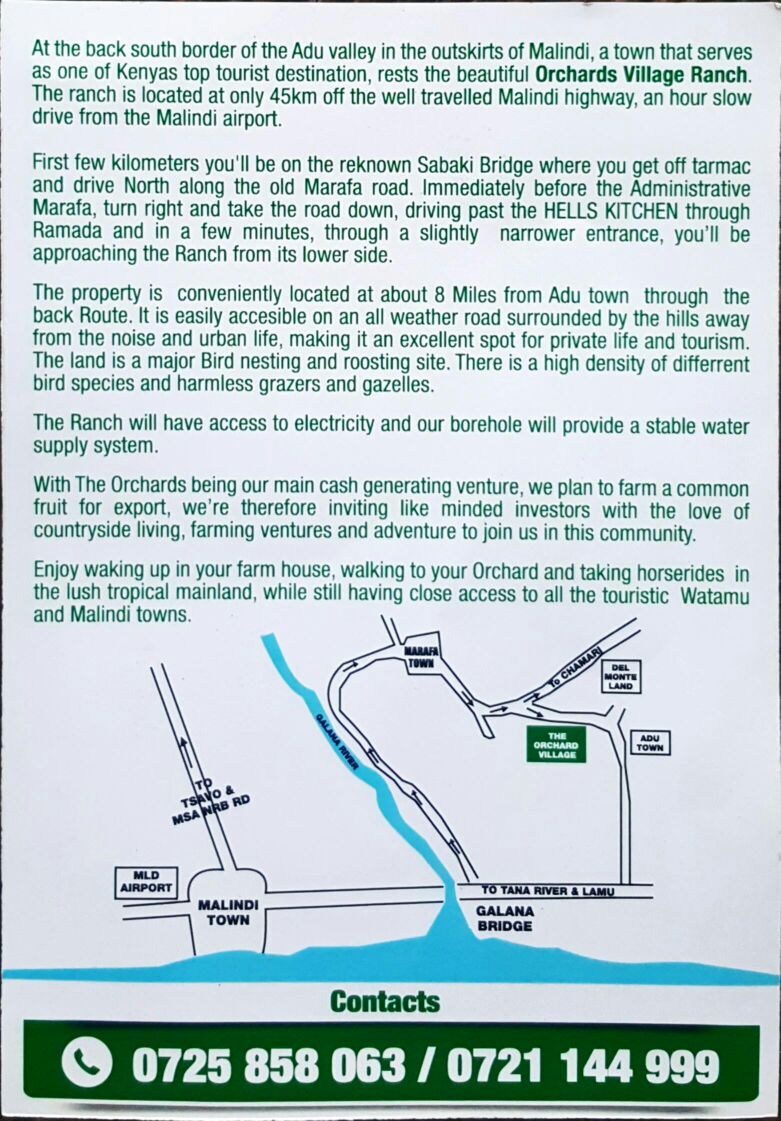 At the back south border of the Adu valley in the outskirts of Malindi, a town that serves
as one of Kenyas top tourist destination, rests the beautiful Orchards Village Ranch.
The ranch is located at only 45km off the well travelled Malindi highway, an hour slow
drive from the Malindi airport.
First few kilometers you'll be on the reknown Sabaki Bridge where you get off tarmac
and drive North along the old Marafa road. Immediately before the Administrative
Marafa, turn right and take the road down, driving past the HELLS KITCHEN through
Ramada and in a few minutes, through a slightly narrower entrance, you'll be
approaching the Ranch from its lower side.
The property is conveniently located at about 8 Miles from Adu town through the
back Route. It is easily accesible on an all weather road surrounded by the hills away
from the noise and urban life, making it an excellent spot for private life and tourism.
The land is a major Bird nesting and roosting site. There is a high density of differrent
bird species and harmless grazers and gazelles.
The Ranch will have access to electricity and our borehole will provide a stable water
supply system.
With The Orchards being our main cash generating venture, we plan to farm a common
fruit for export, we're therefore inviting like minded investors with the love of
countryside living, farming ventures and adventure to join us in this community.
Enjoy waking up in your farm house, walking to your Orchard and taking horserides in
the lush tropical mainland, while still having close access to all the touristic Watamu
and Malindi towns.
MARAFA
TOWN
TO CHAMARI
DEL
MONTE
LAND
GALANA RIVER
THE
ORCHARD
VILLAGE
ADU
TOWN
TO
TSAVO &
MSA NRB RD
MLD
AIRPORT
MALINDI
TOWN
TO TANA RIVER & LAMU
GALANA
BRIDGE
Contacts
0725 858 063 / 0721 144 999